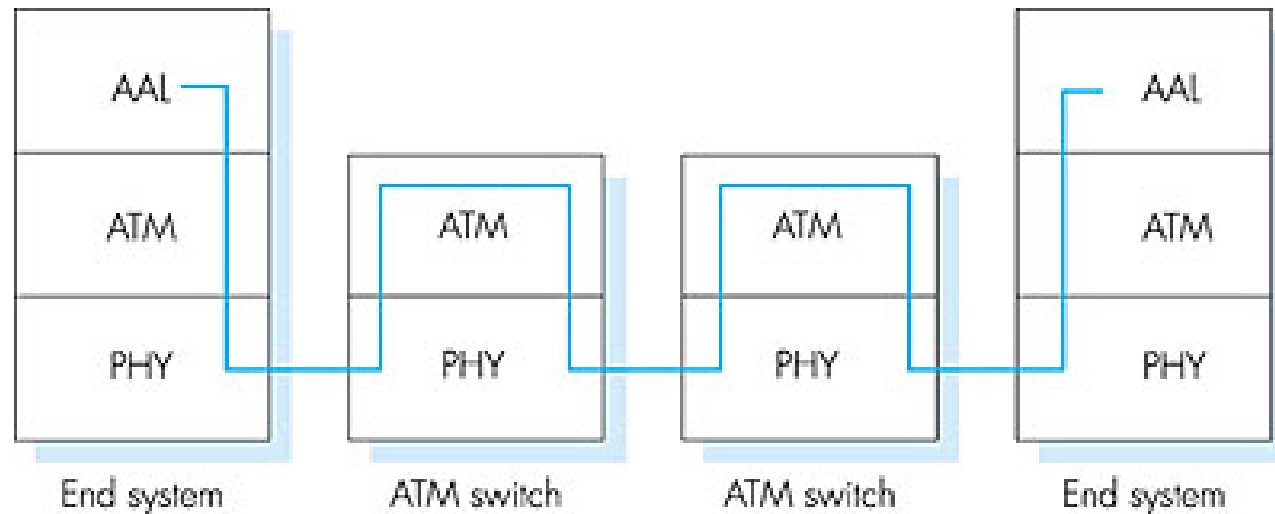 AAL
ATM
PHY
End system
ATM
PHY
ATM switch
ATM
PHY
ATM switch
AAL
ATM
PHY
End system